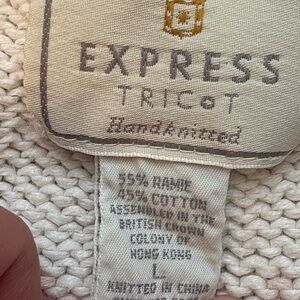 EXPRESS
TRICOT
Handknitted
55% RAMIE
45% COTTON
ASSEMBLED IN THE
BRITISH CROWN
COLONY OF
HONG KONG
L
KNITTED IN CHINA